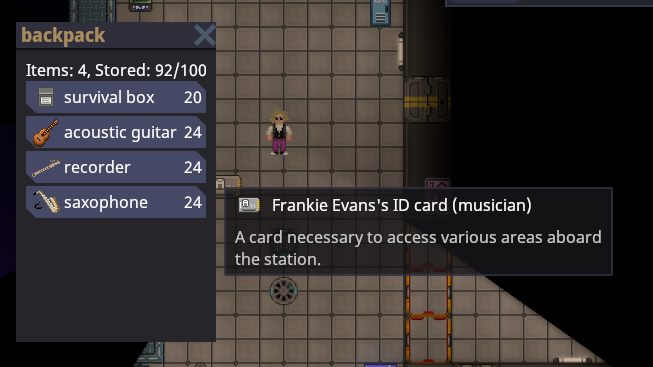 backpack
Items: 4, Stored: 92/100
survival box 20
acoustic guitar 24
recorder 24
saxophone 24
Frankie Evans's ID card (musician)
A card necessary to access various areas aboard
the station.